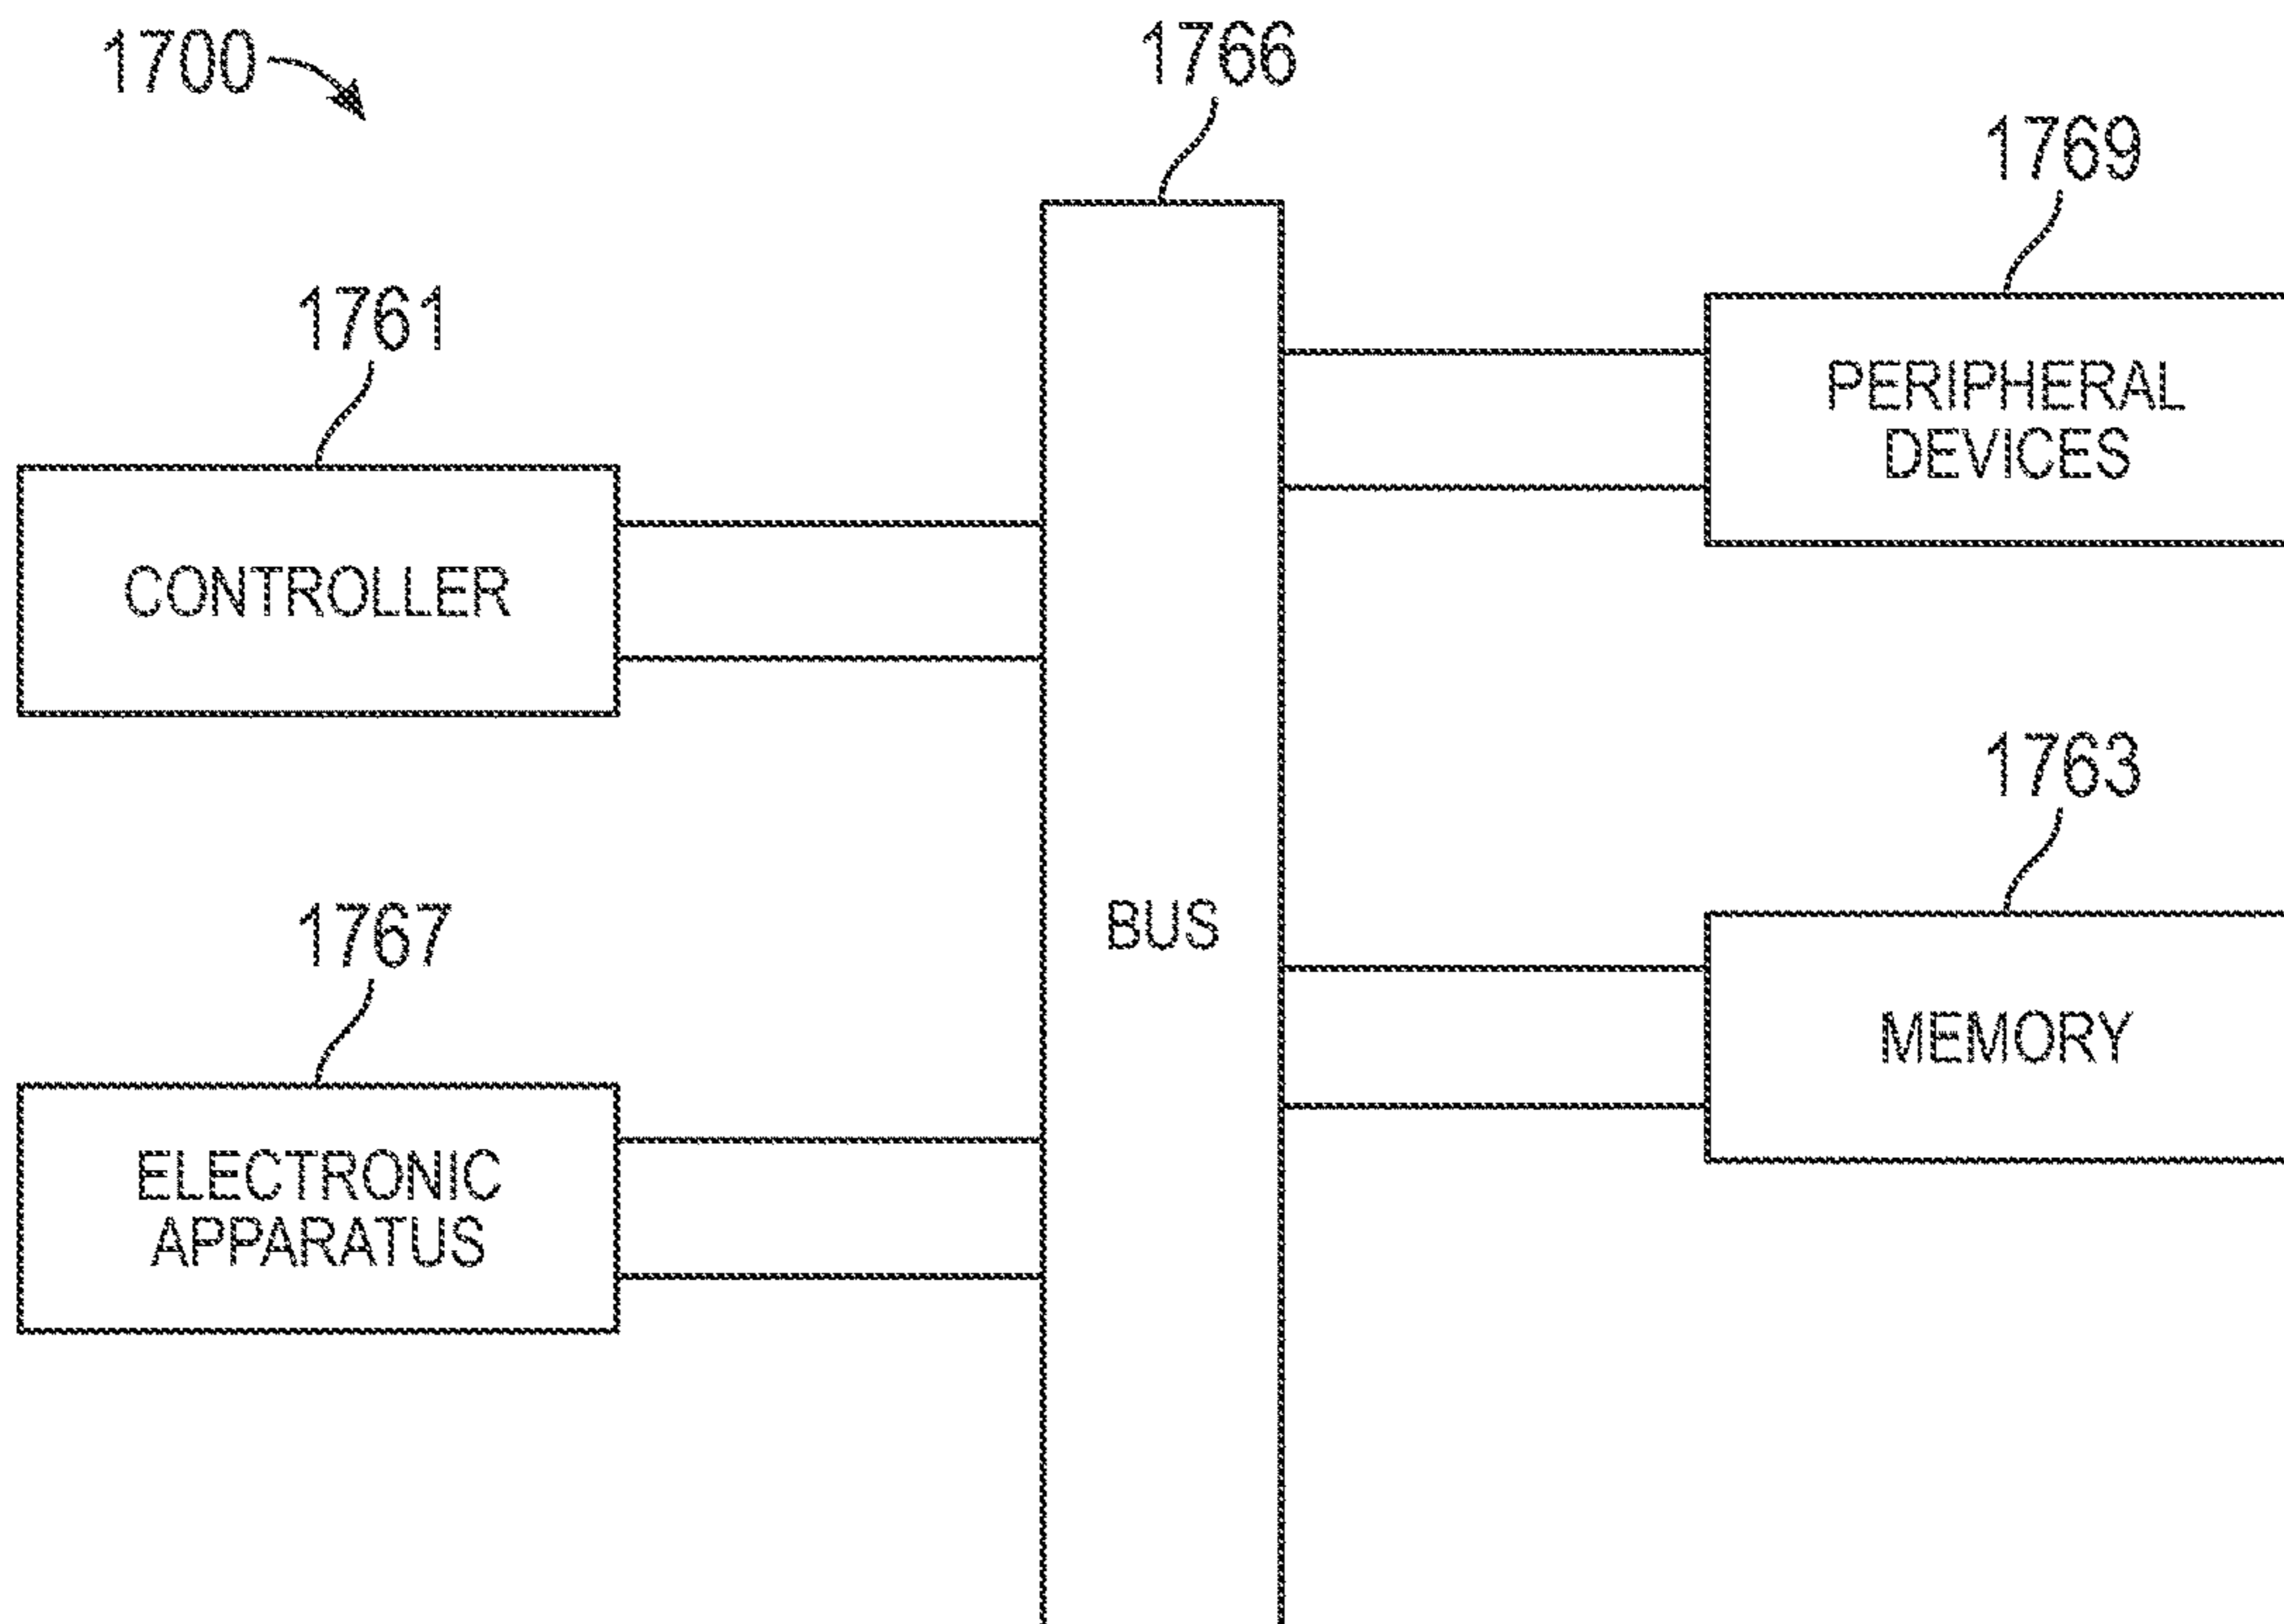 1700
1766
1769
1761
PERIPHERAL
DEVICES
CONTROLLER
1763
1767
BUS
MEMORY
ELECTRONIC
APPARATUS